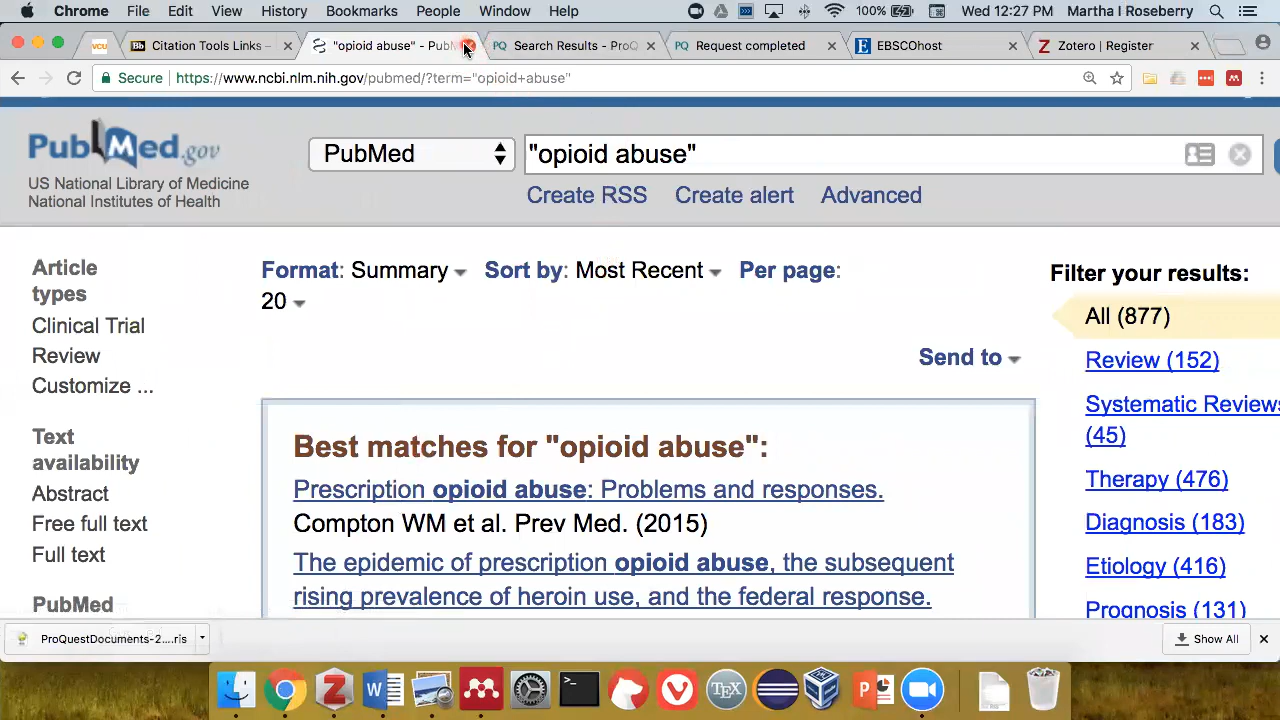 Chrome File Edit View History Bookmarks People Window Help 100% Wed 12:27 PM Martha I Roseberry
VCU Bb Citation Tools Links – "opioid abuse" - PubM PQ Search Results - ProQ PQ Request complete E EBSCOhost Z Zotero | Register
Secure https://www.ncbi.nlm.nih.gov/pubmed/?term="opioid+abuse"
PubMed.gov
US National Library of Medicine
National Institutes of Health
PubMed
"opioid abuse"
Create RSS Create alert Advanced
Article
types
Clinical Trial
Review
Customize ...
Text
availability
Abstract
Free full text
Full text
PubMed
Format: Summary Sort by: Most Recent Per page:
20
Send to
Best matches for "opioid abuse":
Prescription opioid abuse: Problems and responses.
Compton WM et al. Prev Med. (2015)
The epidemic of prescription opioid abuse, the subsequent
rising prevalence of heroin use, and the federal response.
Filter your results:
All (877)
Review (152)
Systematic Reviews
(45)
Therapy (476)
Diagnosis (183)
Etiology (416)
Prognosis (131)
ProQuestDocuments-2....ris
Show All
W TEX P